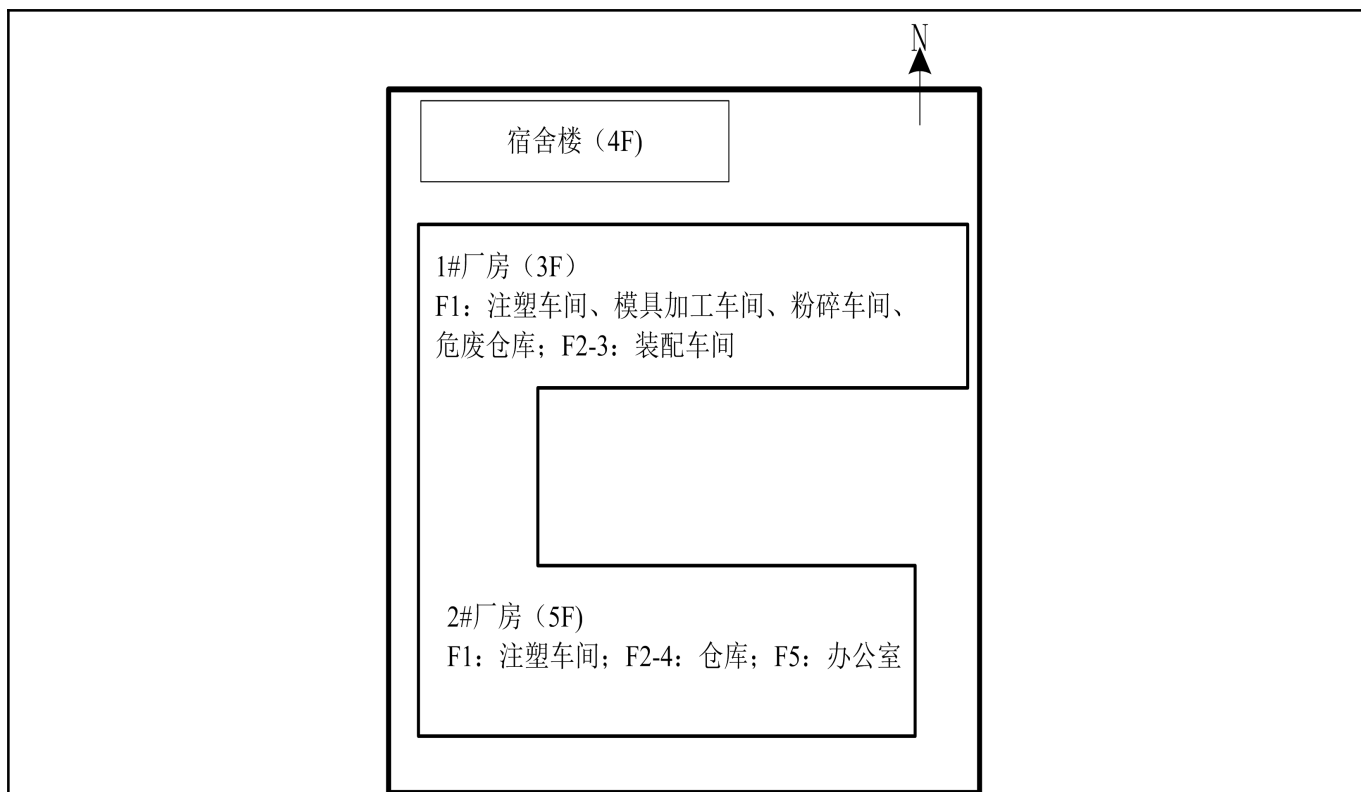 N
宿舍楼（4F)
1#厂房（3F）
F1：注塑车间、模具加工车间、粉碎车间、
危废仓库；F2-3：装配车间
2#厂房（5F)
F1：注塑车间；F2-4：仓库；F5：办公室